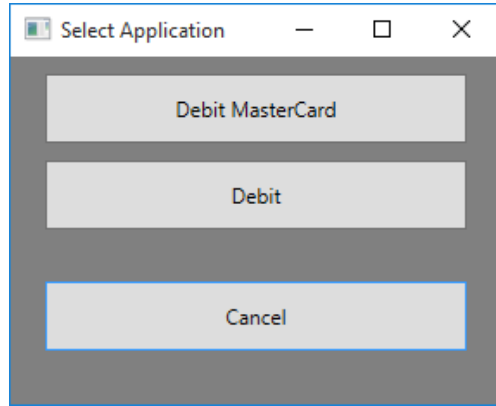 Select Application
Debit MasterCard
Debit
Cancel